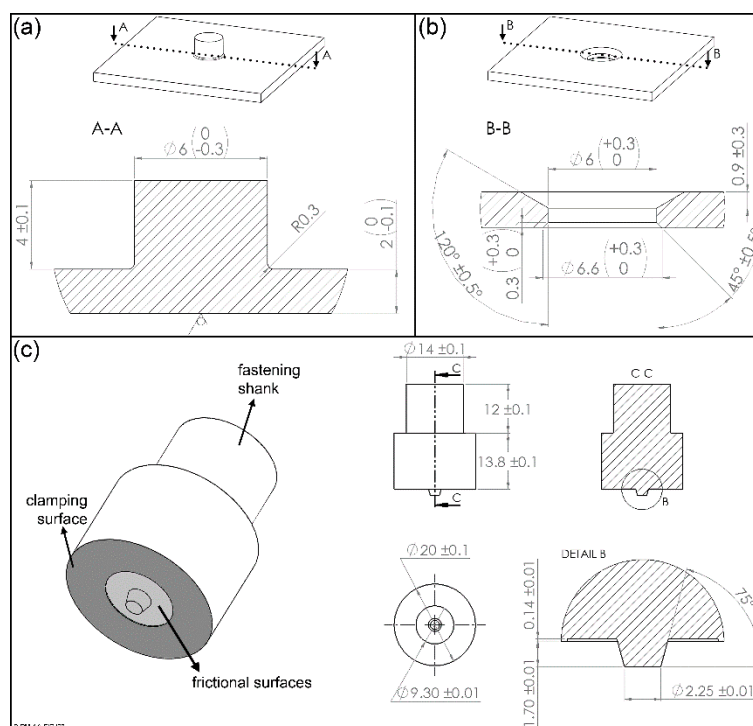 (a)
A
A
A-A
Ø6 ( 0 -0.3 )
4 ±0.1
R0.3
2 ( 0 -0.1 )
(b)
B
B
B-B
Ø6 ( +0.3 0 )
0.9 ±0.3
120° ±0.5°
0.3 ( +0.3 0 )
Ø6.6 ( +0.3 0 )
45° ±0.5°
(c)
fastening
shank
clamping
surface
frictional surfaces
Ø14 ±0.1
C
12 ±0.1
13.8 ±0.1
C
C C
B
Ø20 ±0.1
Ø9.30 ±0.01
DETAIL B
0.14 ±0.01
75°
1.70 ±0.01
Ø2.25 ±0.01